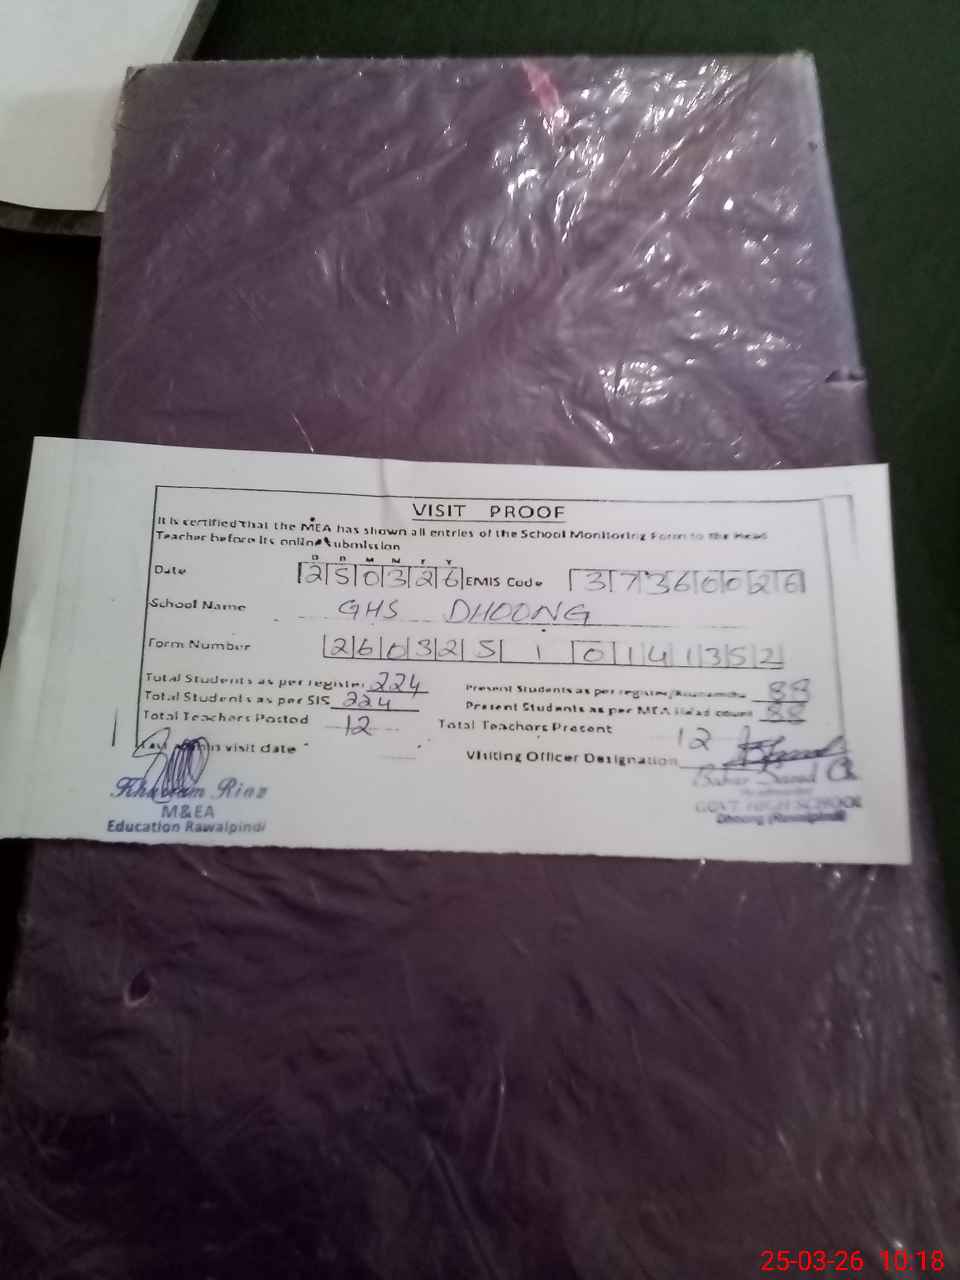 VISIT PROOF
It is certified that the MEA has shown all entries of the School Monitoring Form to the Head
Teacher before its online submission
D D M M Y Y
Date 250326 EMIS Code 37360026
School Name GHS DHOONG
Form Number 260325 1 0141352
Total Students as per register 224 Present Students as per register/ 88
Total Students as per SIS 224 Present Students as per MEA Head count 88
Total Teachers Posted 12 Total Teachers Present 12
visit date Visiting Officer Designation
Khurram Riaz
M&EA
Education Rawalpindi
GOVT. HIGH SCHOOL
Dhoong (Rawalpindi)
25-03-26 10:18